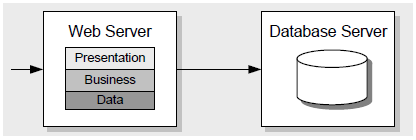 Web Server
Presentation
Business
Data
Database Server